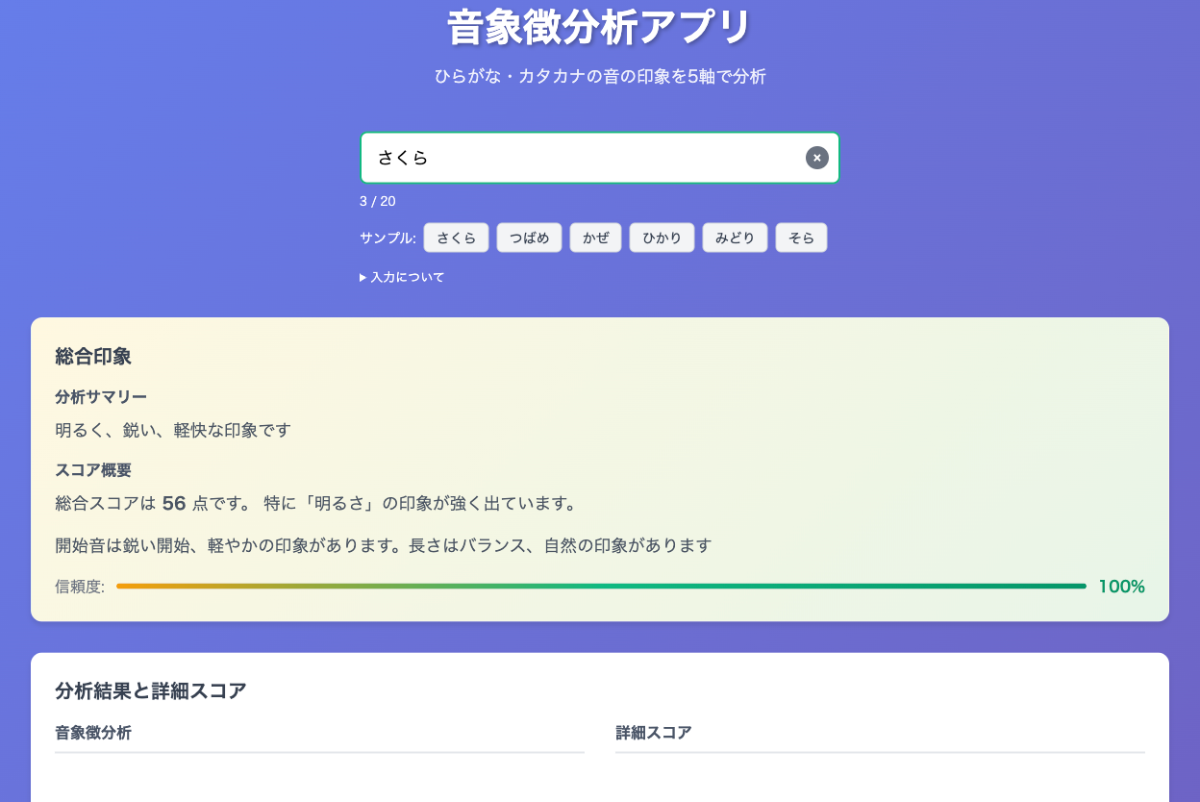 音象徴分析アプリ
ひらがな・カタカナの音の印象を5軸で分析
さくら
3 / 20
サンプル: さくら つばめ かぜ ひかり みどり そら
▶ 入力について
総合印象
分析サマリー
明るく、鋭い、軽快な印象です
スコア概要
総合スコアは 56 点です。 特に「明るさ」の印象が強く出ています。
開始音は鋭い開始、軽やかの印象があります。長さはバランス、自然の印象があります
信頼度: 100%
分析結果と詳細スコア
音象徴分析
詳細スコア